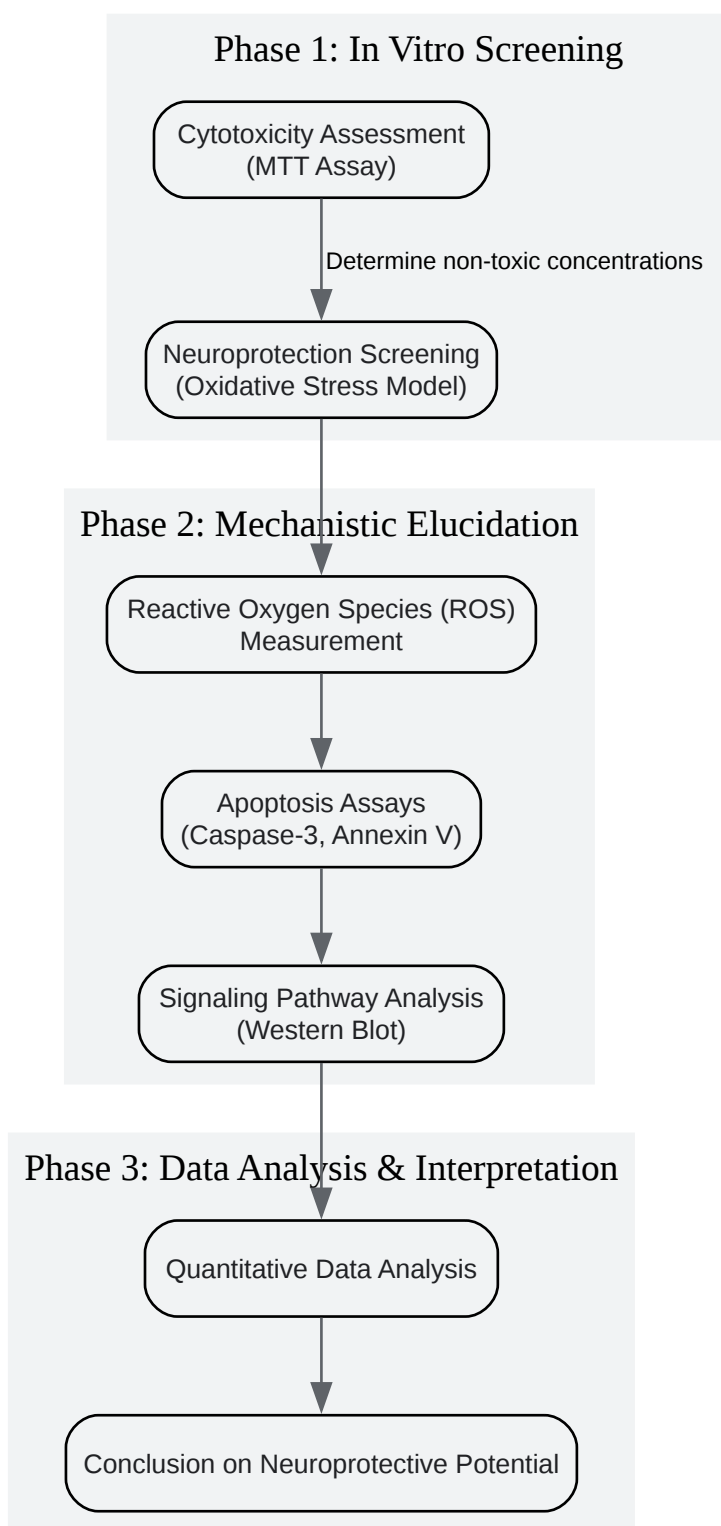 Phase 1: In Vitro Screening
Cytotoxicity Assessment
(MTT Assay)
Determine non-toxic concentrations
Neuroprotection Screening
(Oxidative Stress Model)
Phase 2: Mechanistic Elucidation
Reactive Oxygen Species (ROS)
Measurement
Apoptosis Assays
(Caspase-3, Annexin V)
Signaling Pathway Analysis
(Western Blot)
Phase 3: Data Analysis & Interpretation
Quantitative Data Analysis
Conclusion on Neuroprotective Potential